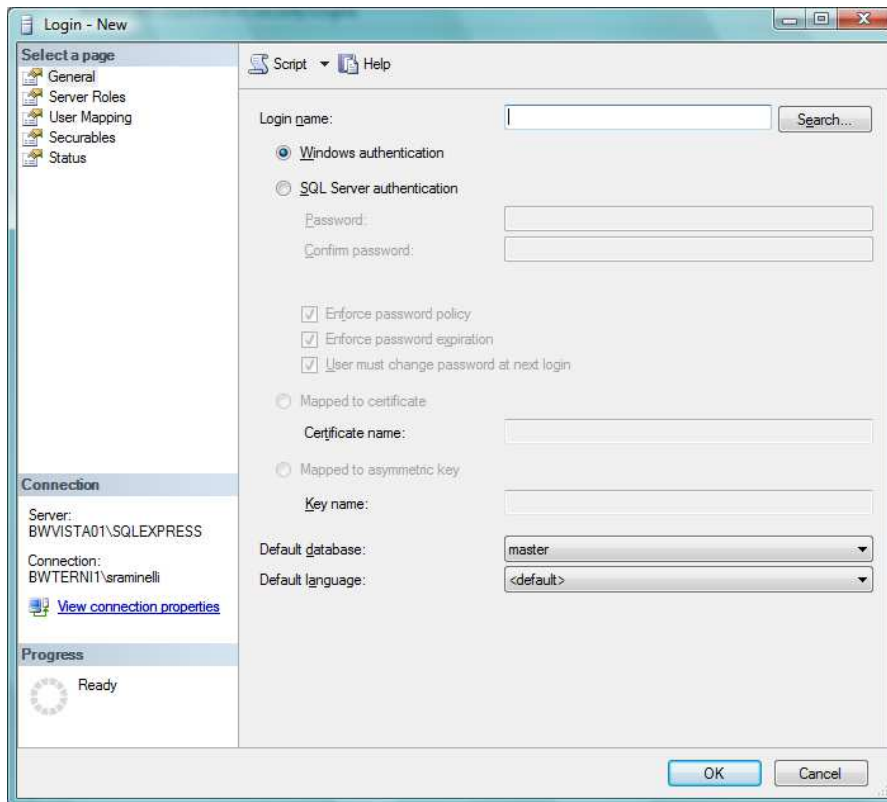 Login - New
Select a page
General
Server Roles
User Mapping
Securables
Status
Connection
Server:
BWVISTA01\SQLEXPRESS
Connection:
BWTERNI1\sraminelli
View connection properties
Progress
Ready
Script Help
Login name: Search...
Windows authentication
SQL Server authentication
Password:
Confirm password:
Enforce password policy
Enforce password expiration
User must change password at next login
Mapped to certificate
Certificate name:
Mapped to asymmetric key
Key name:
Default database: master
Default language: <default>
OK Cancel